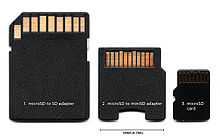 1. microSD to SD adapter
2. microSD to miniSD adapter
3. microSD
card